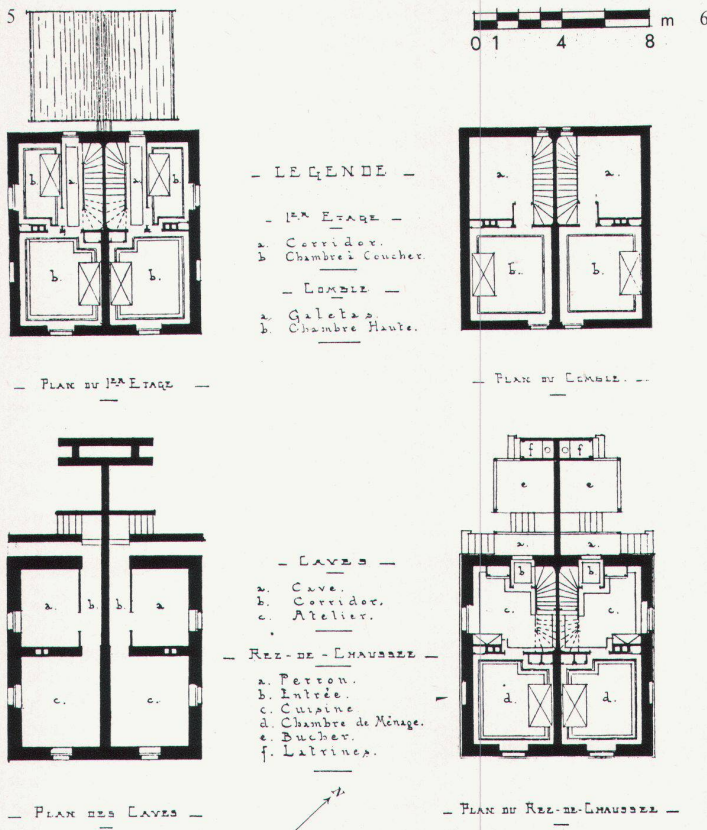 5
6
0 1 4 8 m
b. a. a. b.
b. b.
_ LEGENDE _
_ 1ER ETAGE _
a. Corridor.
b Chambre à Coucher.
_ COMBLE _
a Galetas.
b. Chambre Haute.
a. a.
b. b.
_ PLAN DU 1ER ETAGE _
_ PLAN DU COMBLE. _
a. b. b. a
c. c.
_ CAVES _
a. Cave.
b. Corridor.
c. Atelier.
_ REZ-DE-CHAUSSEE _
a. Perron.
b. Entrée.
c. Cuisine.
d. Chambre de Ménage.
e. Bucher.
f. Latrines.
f f.
e e
a. a.
b b
c. c.
d. d.
_ PLAN DES CAVES _
N
_ PLAN DU REZ-DE-CHAUSSEE _